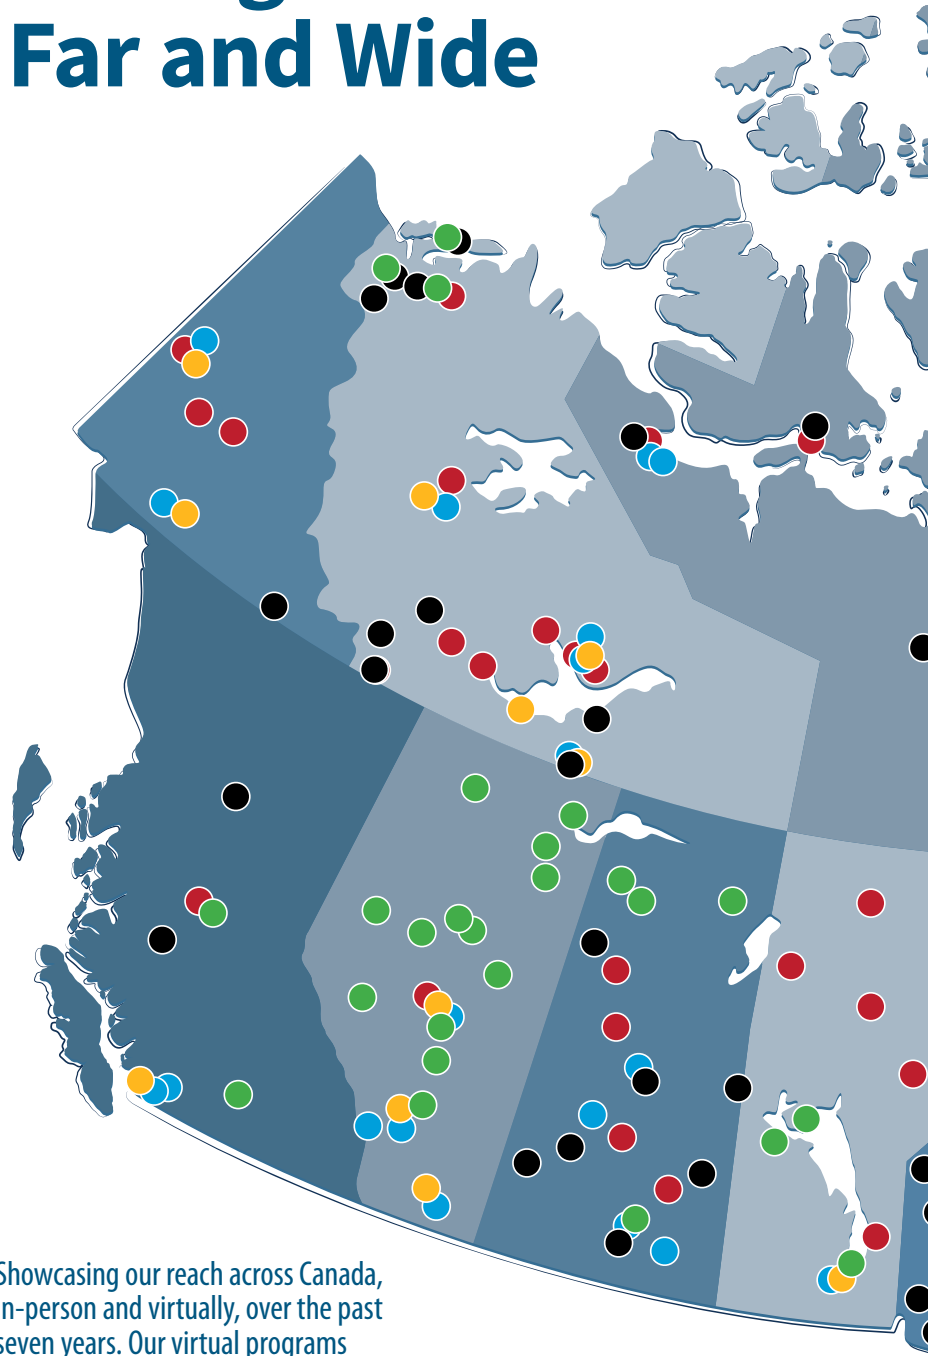 Far and Wide
Showcasing our reach across Canada,
in-person and virtually, over the past
seven years. Our virtual programs